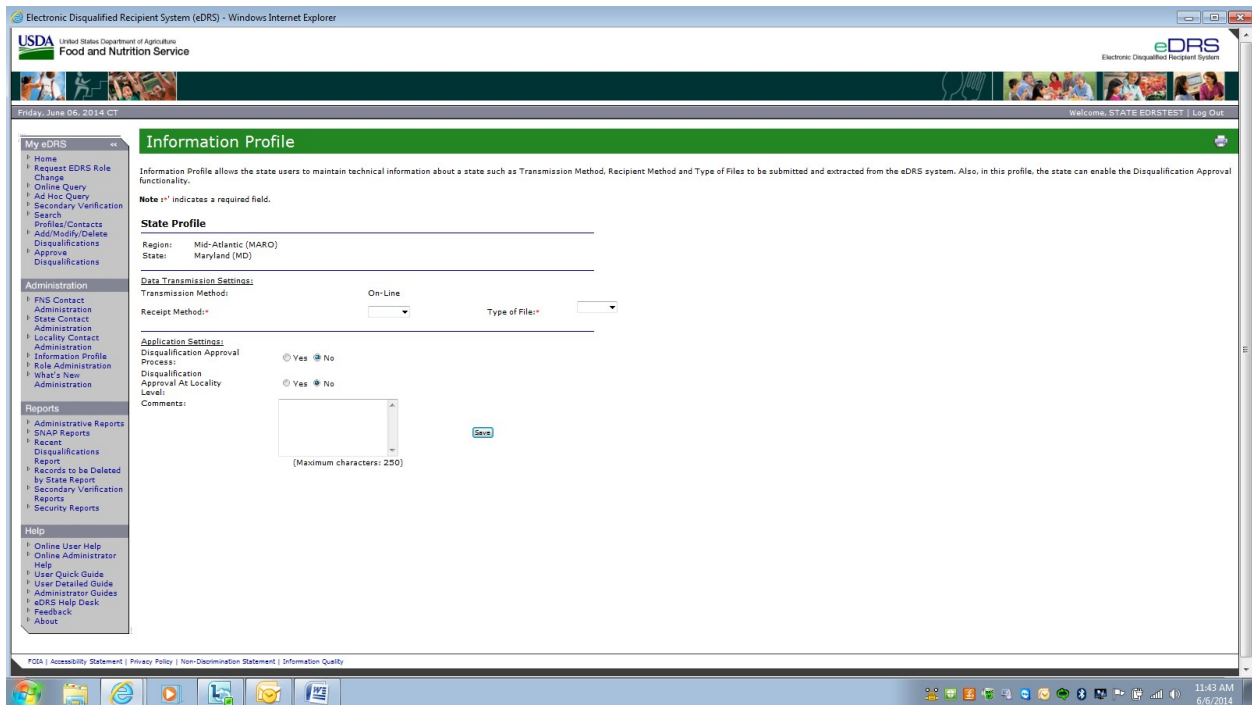 Electronic Disqualified Recipient System (eDRS) - Windows Internet Explorer
USDA United States Department of Agriculture
Food and Nutrition Service
eDRS
Electronic Disqualified Recipient System
Friday, June 06, 2014 CT
Welcome, STATE EDRSTEST | Log Out
My eDRS «
Home
Request EDRS Role
Change
Online Query
Ad Hoc Query
Secondary Verification
Search
Profiles/Contacts
Add/Modify/Delete
Disqualifications
Approve
Disqualifications
Administration
FNS Contact
Administration
State Contact
Administration
Locality Contact
Administration
Information Profile
Role Administration
What's New
Administration
Reports
Administrative Reports
SNAP Reports
Recent
Disqualifications
Report
Records to be Deleted
by State Report
Secondary Verification
Reports
Security Reports
Help
Online User Help
Online Administrator
Help
User Quick Guide
User Detailed Guide
Administrator Guides
eDRS Help Desk
Feedback
About
Information Profile
Information Profile allows the state users to maintain technical information about a state such as Transmission Method, Recipient Method and Type of Files to be submitted and extracted from the eDRS system. Also, in this profile, the state can enable the Disqualification Approval
functionality.
Note :*' indicates a required field.
State Profile
Region: Mid-Atlantic (MARO)
State: Maryland (MD)
Data Transmission Settings:
Transmission Method: On-Line
Receipt Method:* Type of File:*
Application Settings:
Disqualification Approval
Process: Yes No
Disqualification
Approval At Locality
Level: Yes No
Comments:
Save
(Maximum characters: 250)
FOIA | Accessibility Statement | Privacy Policy | Non-Discrimination Statement | Information Quality
11:43 AM
6/6/2014